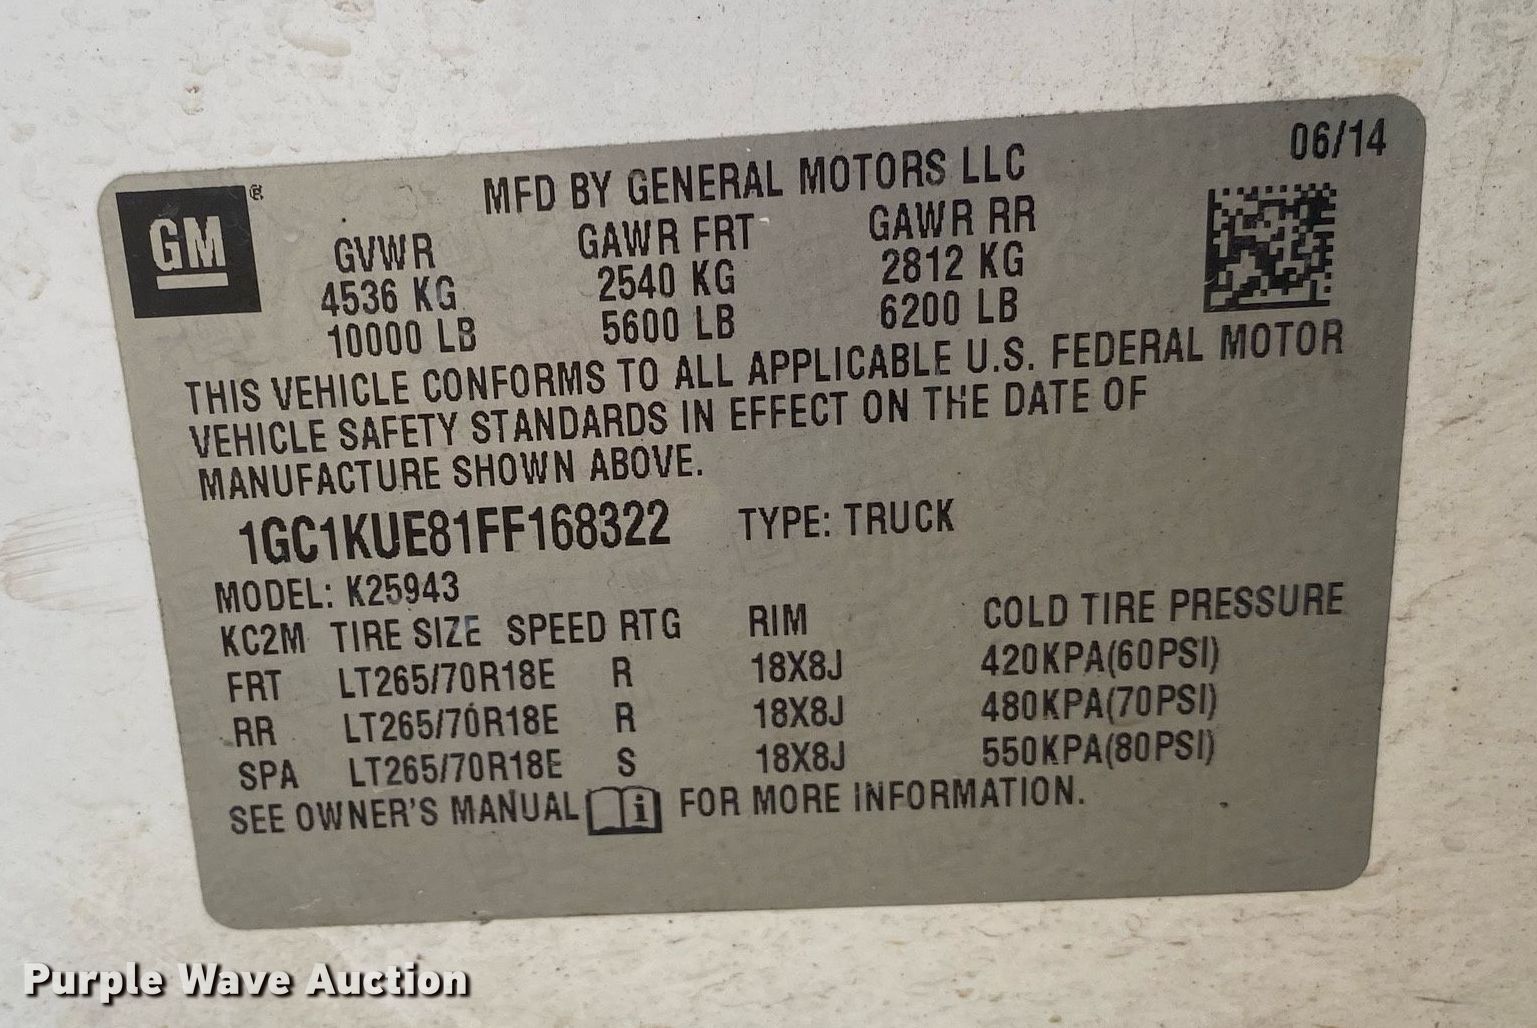 06/14
MFD BY GENERAL MOTORS LLC
GM ®
GVWR GAWR FRT GAWR RR
4536 KG 2540 KG 2812 KG
10000 LB 5600 LB 6200 LB
THIS VEHICLE CONFORMS TO ALL APPLICABLE U.S. FEDERAL MOTOR
VEHICLE SAFETY STANDARDS IN EFFECT ON THE DATE OF
MANUFACTURE SHOWN ABOVE.
1GC1KUE81FF168322 TYPE: TRUCK
MODEL: K25943
KC2M TIRE SIZE SPEED RTG RIM COLD TIRE PRESSURE
FRT LT265/70R18E R 18X8J 420KPA(60PSI)
RR LT265/70R18E R 18X8J 480KPA(70PSI)
SPA LT265/70R18E S 18X8J 550KPA(80PSI)
SEE OWNER'S MANUAL i FOR MORE INFORMATION.
Purple Wave Auction